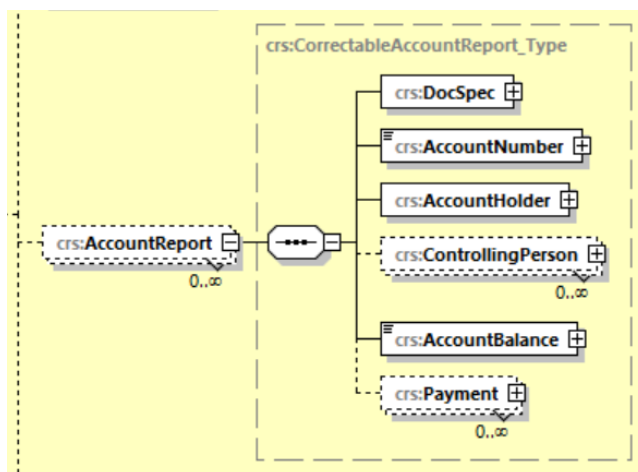 crs:CorrectableAccountReport_Type
crs:DocSpec
crs:AccountNumber
crs:AccountHolder
crs:AccountReport
0..∞
crs:ControllingPerson
0..∞
crs:AccountBalance
crs:Payment
0..∞